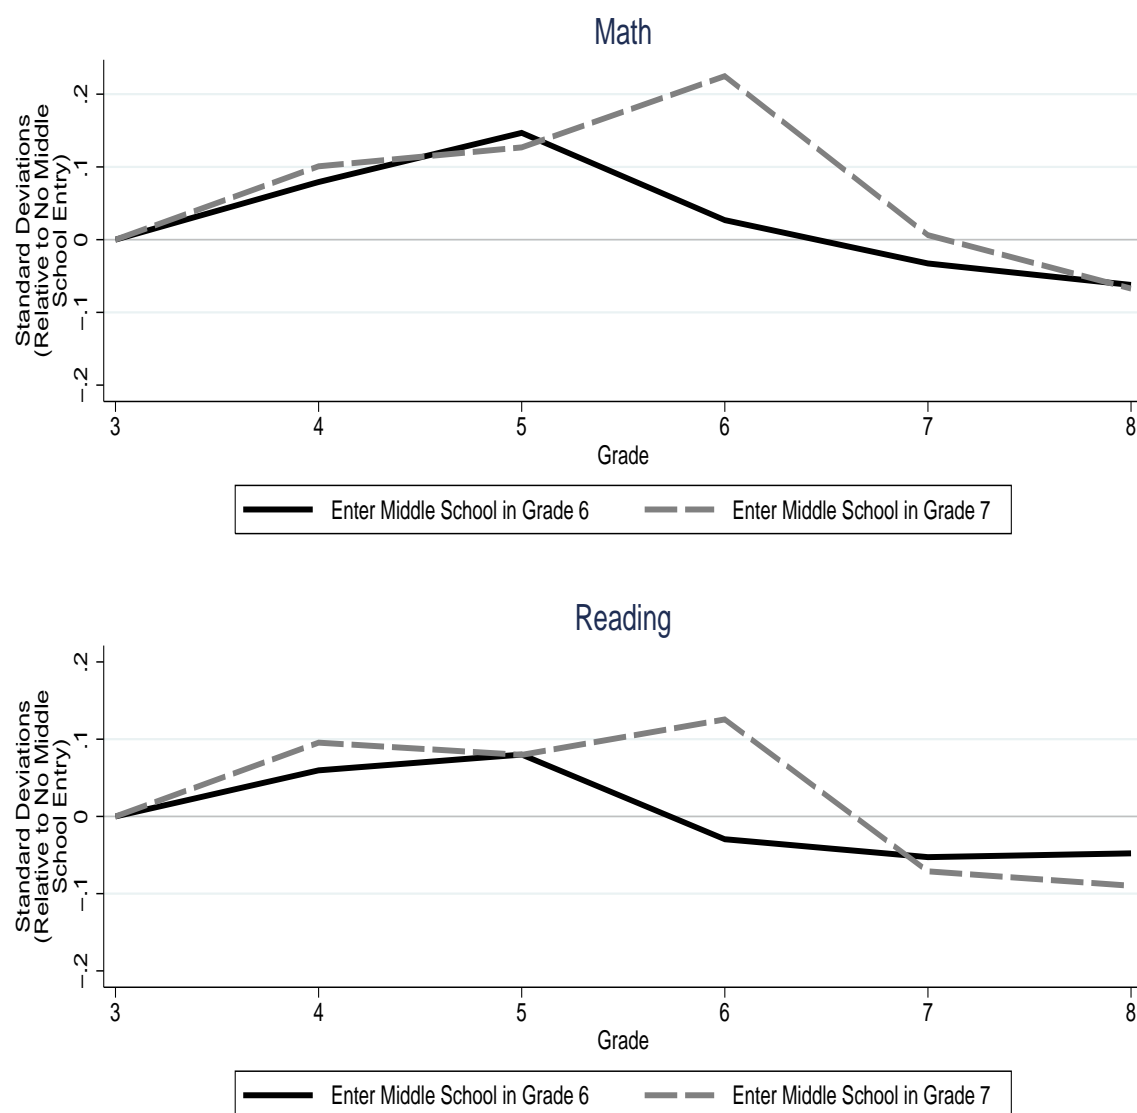 Math
Standard Deviations
(Relative to No Middle
School Entry)
.2
.1
0
−.1
−.2
3 4 5 6 7 8
Grade
Enter Middle School in Grade 6 Enter Middle School in Grade 7
Reading
Standard Deviations
(Relative to No Middle
School Entry)
.2
.1
0
−.1
−.2
3 4 5 6 7 8
Grade
Enter Middle School in Grade 6 Enter Middle School in Grade 7